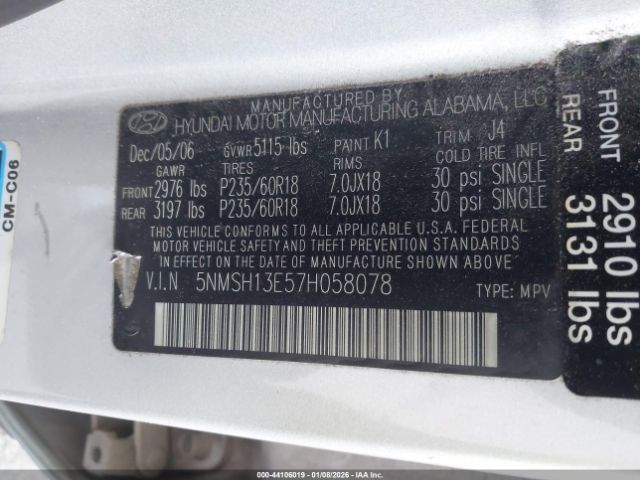 MANUFACTURED BY
HYUNDAI MOTOR MANUFACTURING ALABAMA, LLC
Dec/05/06 GVWR 5115 lbs PAINT K1 TRIM J4
GAWR TIRES RIMS COLD TIRE INFL
FRONT 2976 lbs P235/60R18 7.0JX18 30 psi SINGLE
REAR 3197 lbs P235/60R18 7.0JX18 30 psi SINGLE
THIS VEHICLE CONFORMS TO ALL APPLICABLE U.S.A. FEDERAL
MOTOR VEHICLE SAFETY AND THEFT PREVENTION STANDARDS
IN EFFECT ON THE DATE OF MANUFACTURE SHOWN ABOVE.
V.I.N 5NMSH13E57H058078 TYPE: MPV
FRONT 2910 lbs
REAR 3131 lbs
CM-C06
000-44106019 - 01/08/2026 - IAAI.COM